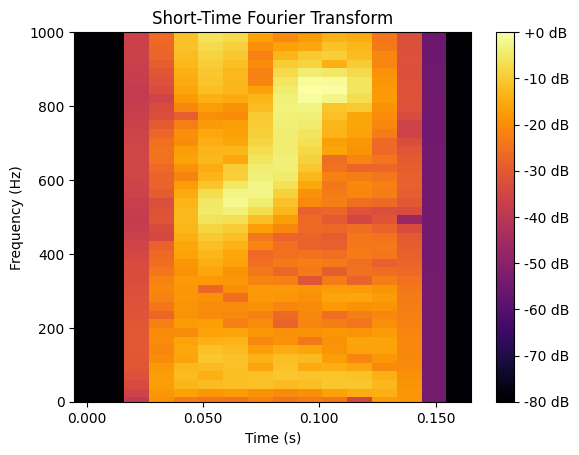 Short-Time Fourier Transform
1000
800
600
400
200
0
Frequency (Hz)
0.000
0.050
0.100
0.150
Time (s)
+0 dB
-10 dB
-20 dB
-30 dB
-40 dB
-50 dB
-60 dB
-70 dB
-80 dB